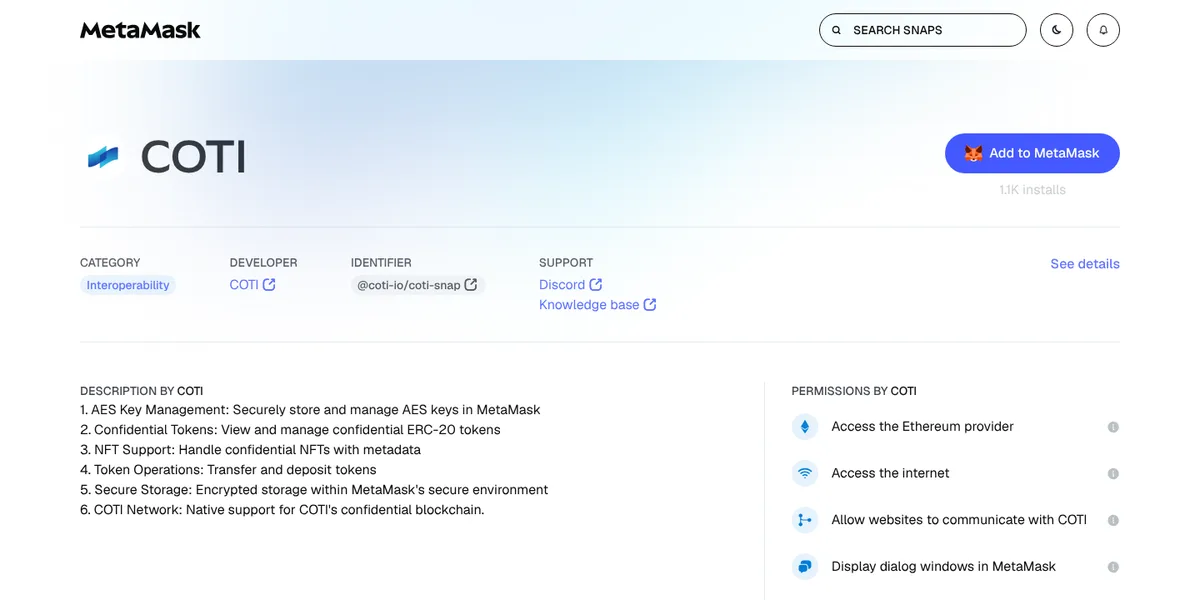 MetaMask
SEARCH SNAPS
COTI
Add to MetaMask
1.1K installs
CATEGORY
Interoperability
DEVELOPER
COTI
IDENTIFIER
@coti-io/coti-snap
SUPPORT
Discord
Knowledge base
See details
DESCRIPTION BY COTI
1. AES Key Management: Securely store and manage AES keys in MetaMask
2. Confidential Tokens: View and manage confidential ERC-20 tokens
3. NFT Support: Handle confidential NFTs with metadata
4. Token Operations: Transfer and deposit tokens
5. Secure Storage: Encrypted storage within MetaMask's secure environment
6. COTI Network: Native support for COTI's confidential blockchain.
PERMISSIONS BY COTI
Access the Ethereum provider
Access the internet
Allow websites to communicate with COTI
Display dialog windows in MetaMask